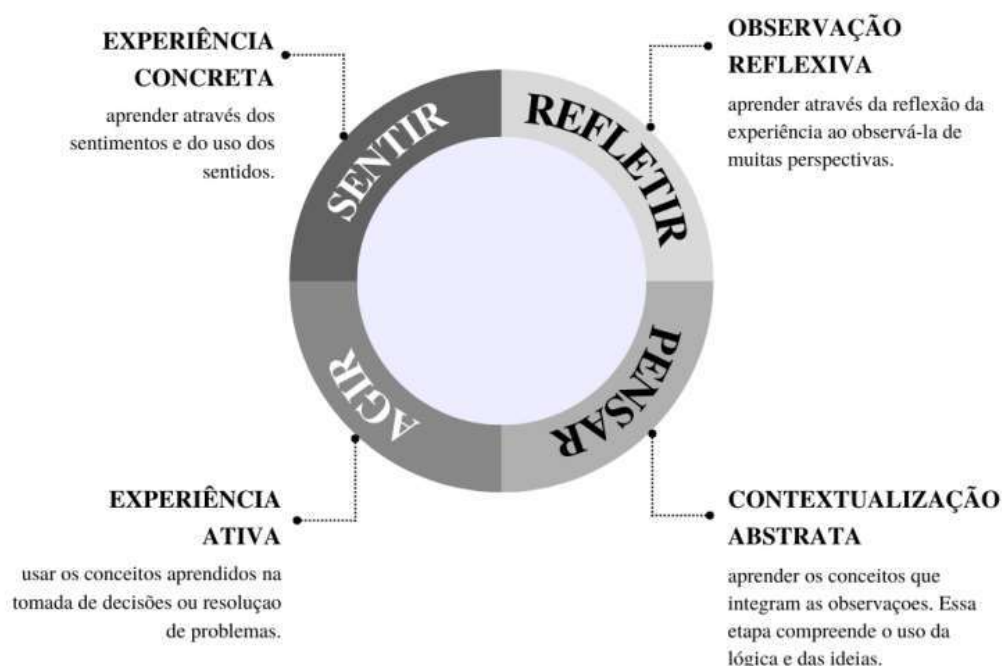 EXPERIÊNCIA
CONCRETA
aprender através dos
sentimentos e do uso dos
sentidos.
SENTIR
REFLETIR
OBSERVAÇÃO
REFLEXIVA
aprender através da reflexão da
experiência ao observá-la de
muitas perspectivas.
AGIR
PENSAR
EXPERIÊNCIA
ATIVA
usar os conceitos aprendidos na
tomada de decisões ou resoluçao
de problemas.
CONTEXTUALIZAÇÃO
ABSTRATA
aprender os conceitos que
integram as observaçoes. Essa
etapa compreende o uso da
lógica e das ideias.